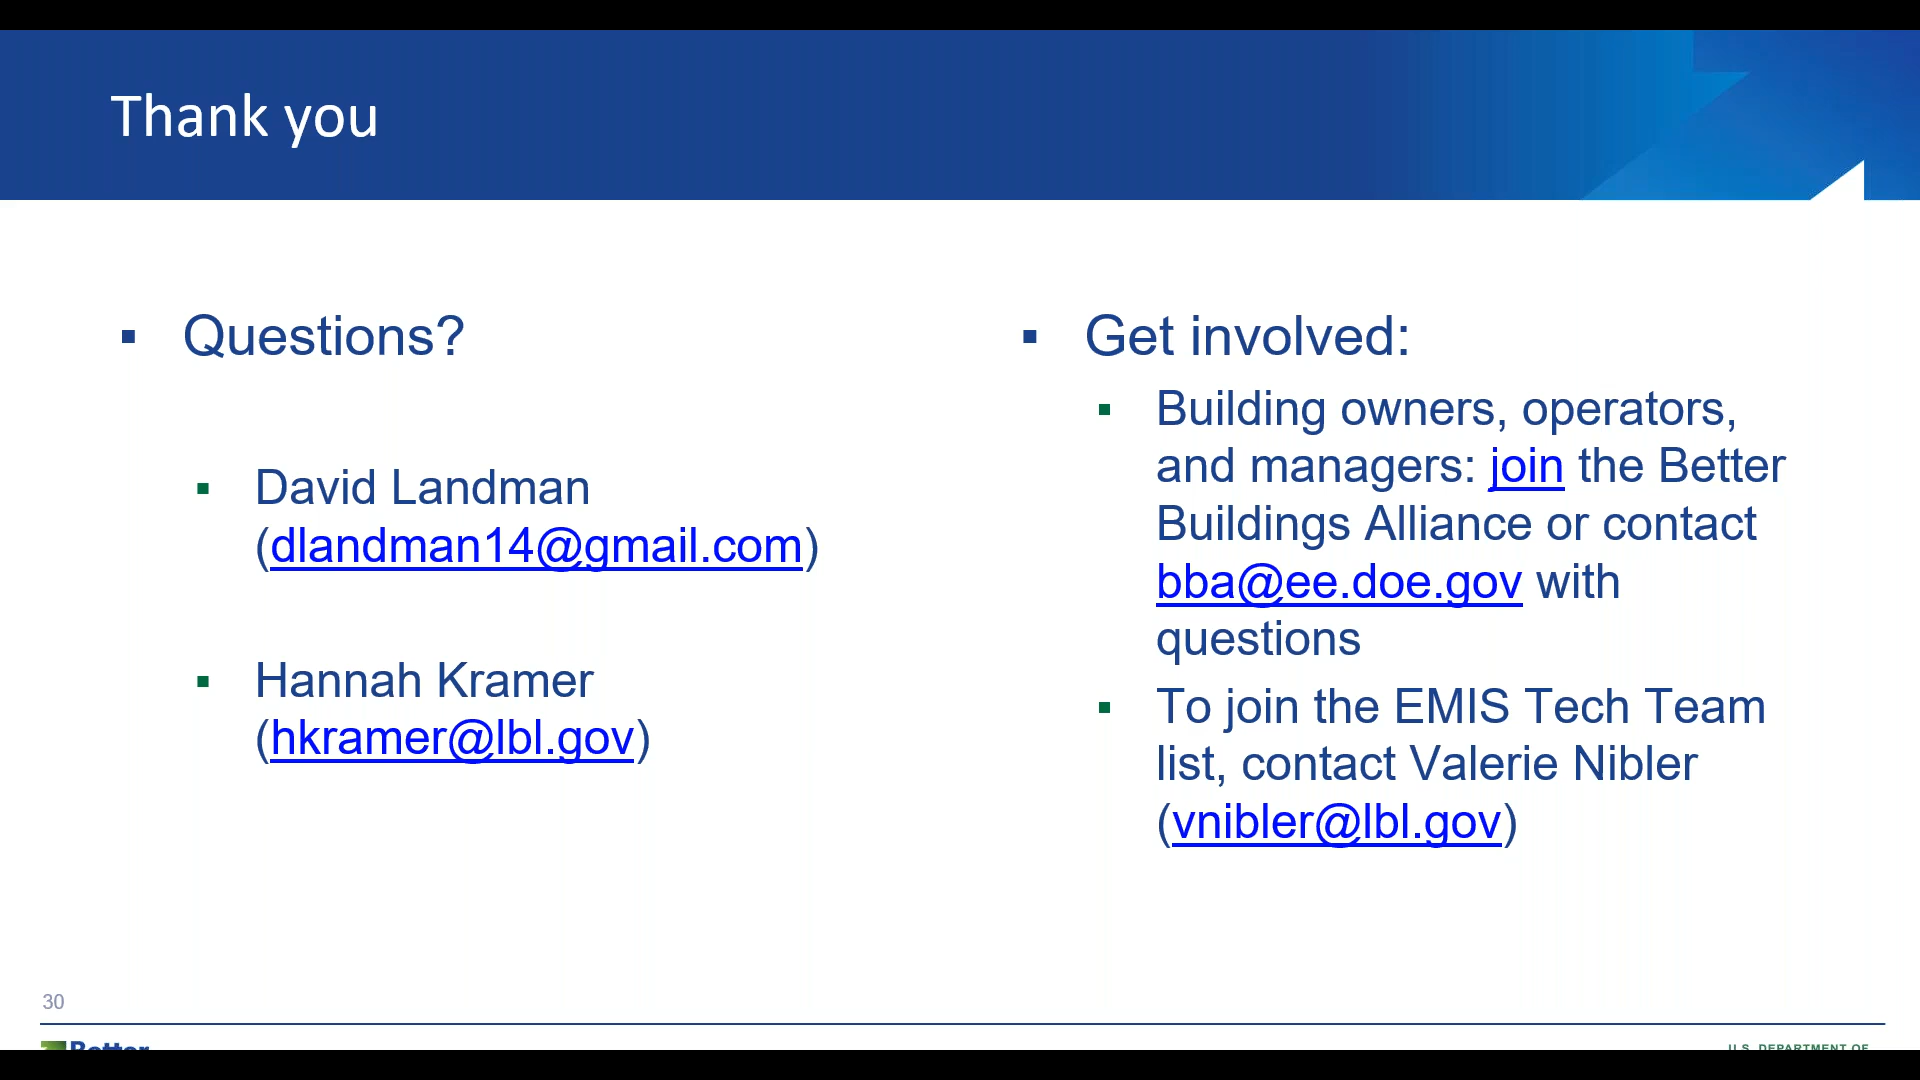 Thank you
Questions?
David Landman
(dlandman14@gmail.com)
Hannah Kramer
(hkramer@lbl.gov)
Get involved:
Building owners, operators,
and managers: join the Better
Buildings Alliance or contact
bba@ee.doe.gov with
questions
To join the EMIS Tech Team
list, contact Valerie Nibler
(vnibler@lbl.gov)
30
Better
U.S. DEPARTMENT OF